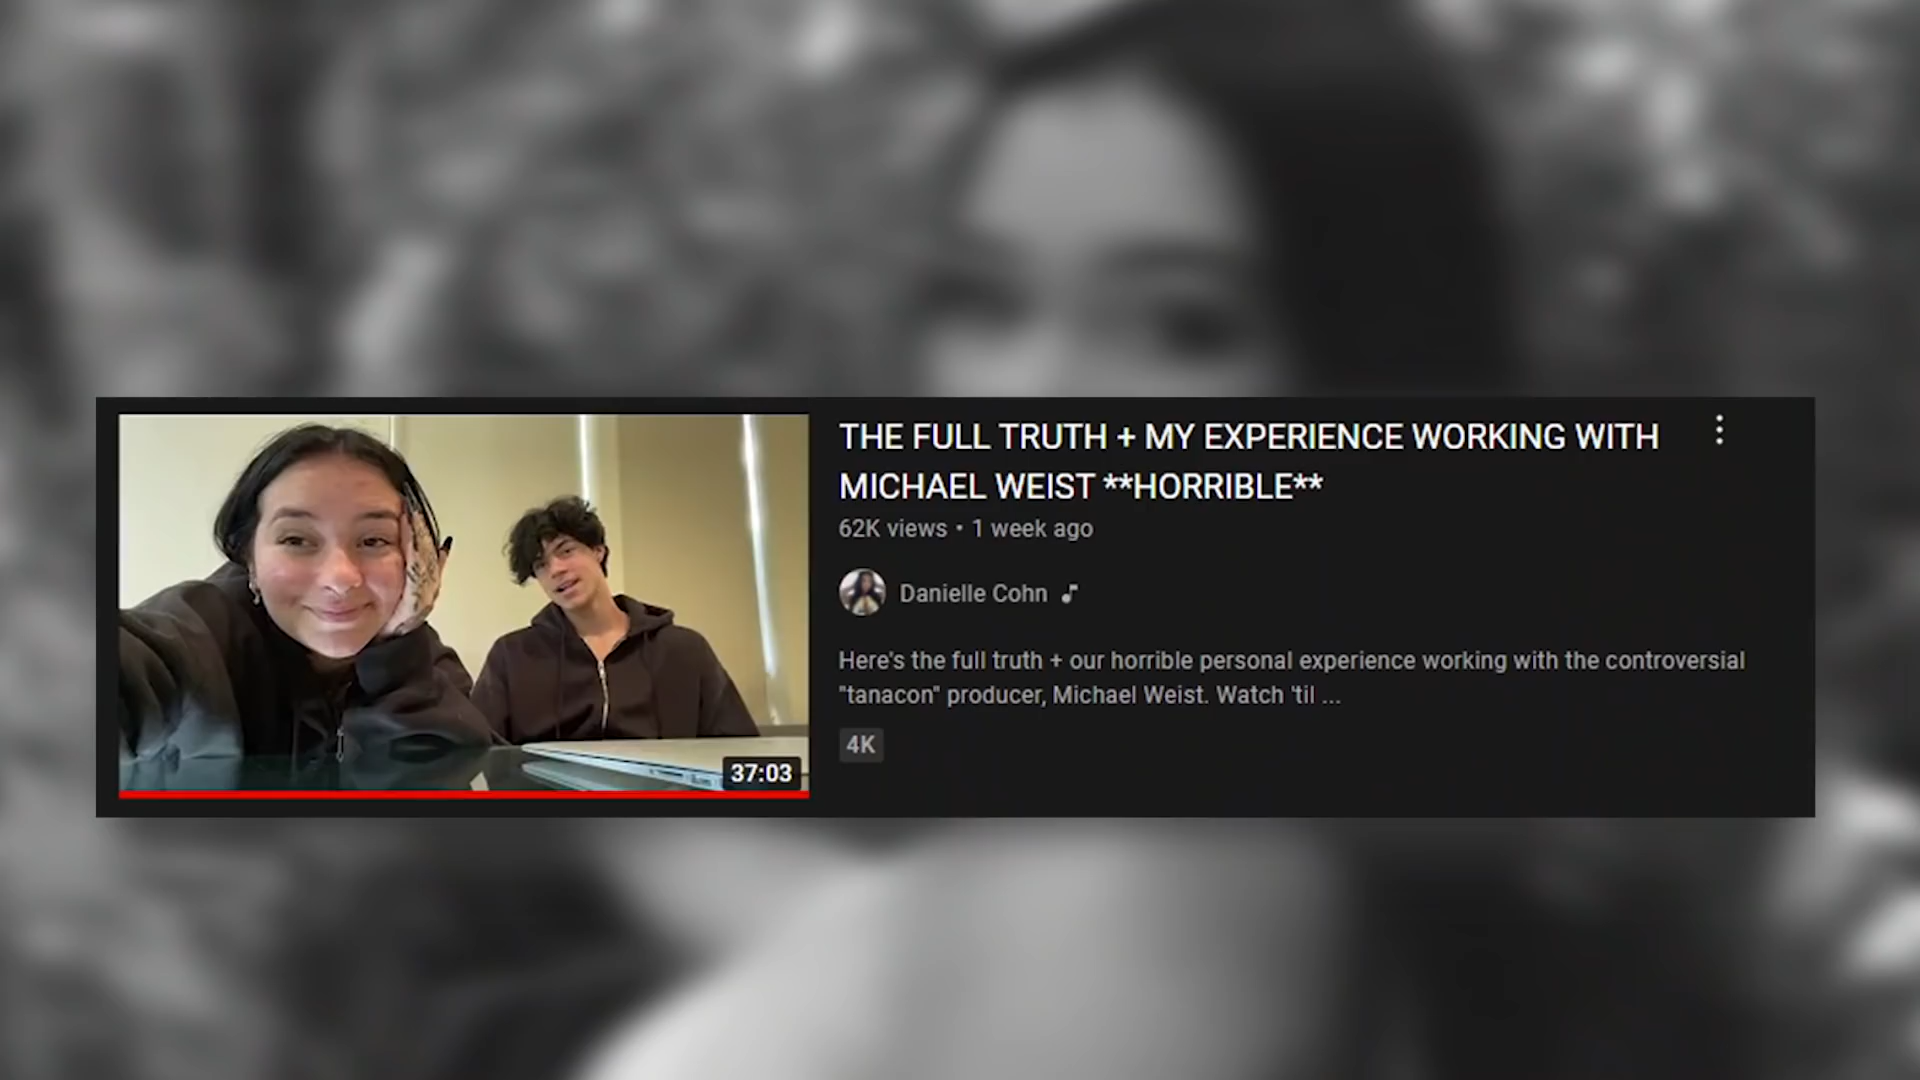 THE FULL TRUTH + MY EXPERIENCE WORKING WITH
MICHAEL WEIST **HORRIBLE**
62K views • 1 week ago
Danielle Cohn
Here's the full truth + our horrible personal experience working with the controversial
"tanacon" producer, Michael Weist. Watch 'til ...
4K
37:03